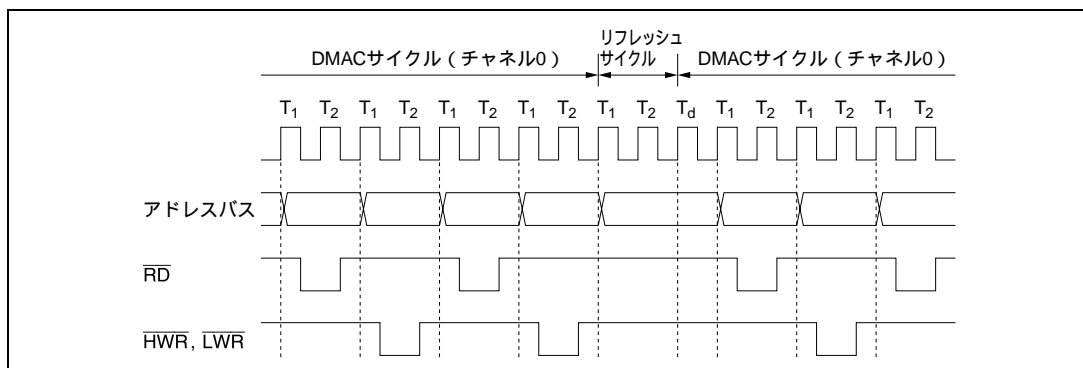 リフレッシュ
DMACサイクル（チャネル0） サイクル DMACサイクル（チャネル0）
T1 T2 T1 T2 T1 T2 T1 T2 T1 T2 Td T1 T2 T1 T2 T1 T2
アドレスバス
RD
HWR, LWR